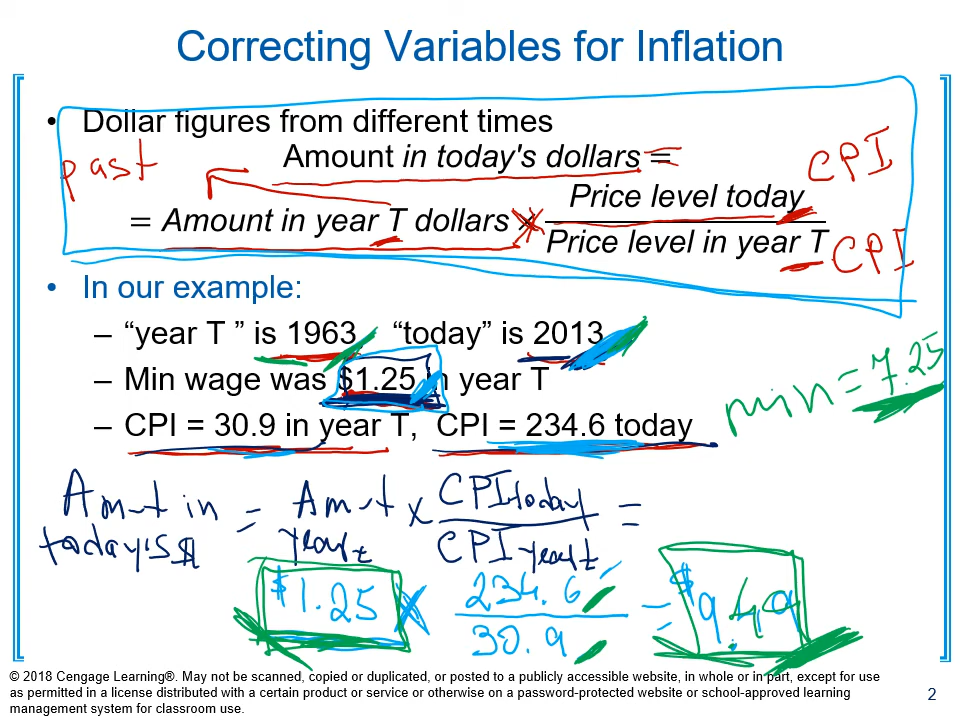 Correcting Variables for Inflation
• Dollar figures from different times
past
Amount in today's dollars =
CPI
= Amount in year T dollars × Price level today
Price level in year T
CPI
• In our example:
– “year T ” is 1963 “today” is 2013
– Min wage was $1.25 in year T
min = 7.25
– CPI = 30.9 in year T, CPI = 234.6 today
Amt in today's $ = Amt year t × CPI today =
CPI year t
$1.25 × 234.6 = $9.49
30.9
© 2018 Cengage Learning®. May not be scanned, copied or duplicated, or posted to a publicly accessible website, in whole or in part, except for use
as permitted in a license distributed with a certain product or service or otherwise on a password-protected website or school-approved learning
management system for classroom use.
2